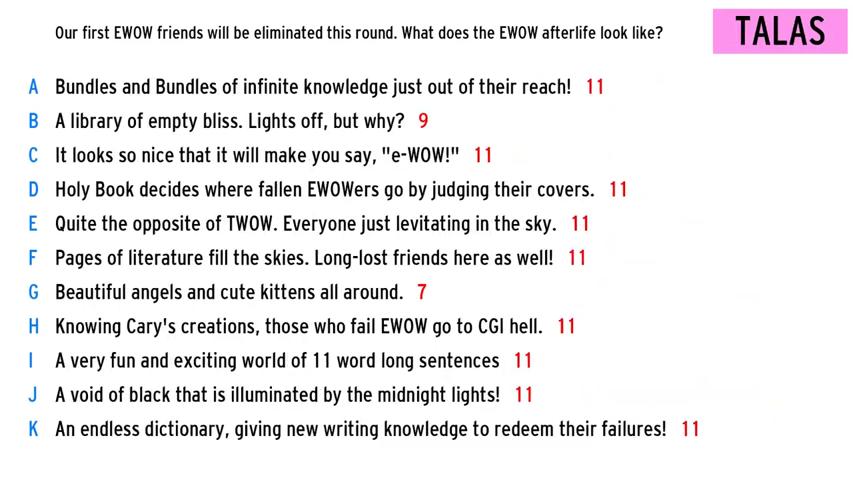 Our first EWOW friends will be eliminated this round. What does the EWOW afterlife look like?
TALAS
A Bundles and Bundles of infinite knowledge just out of their reach! 11
B A library of empty bliss. Lights off, but why? 9
C It looks so nice that it will make you say, "e-WOW!" 11
D Holy Book decides where fallen EWOWers go by judging their covers. 11
E Quite the opposite of TWOW. Everyone just levitating in the sky. 11
F Pages of literature fill the skies. Long-lost friends here as well! 11
G Beautiful angels and cute kittens all around. 7
H Knowing Cary's creations, those who fail EWOW go to CGI hell. 11
I A very fun and exciting world of 11 word long sentences 11
J A void of black that is illuminated by the midnight lights! 11
K An endless dictionary, giving new writing knowledge to redeem their failures! 11